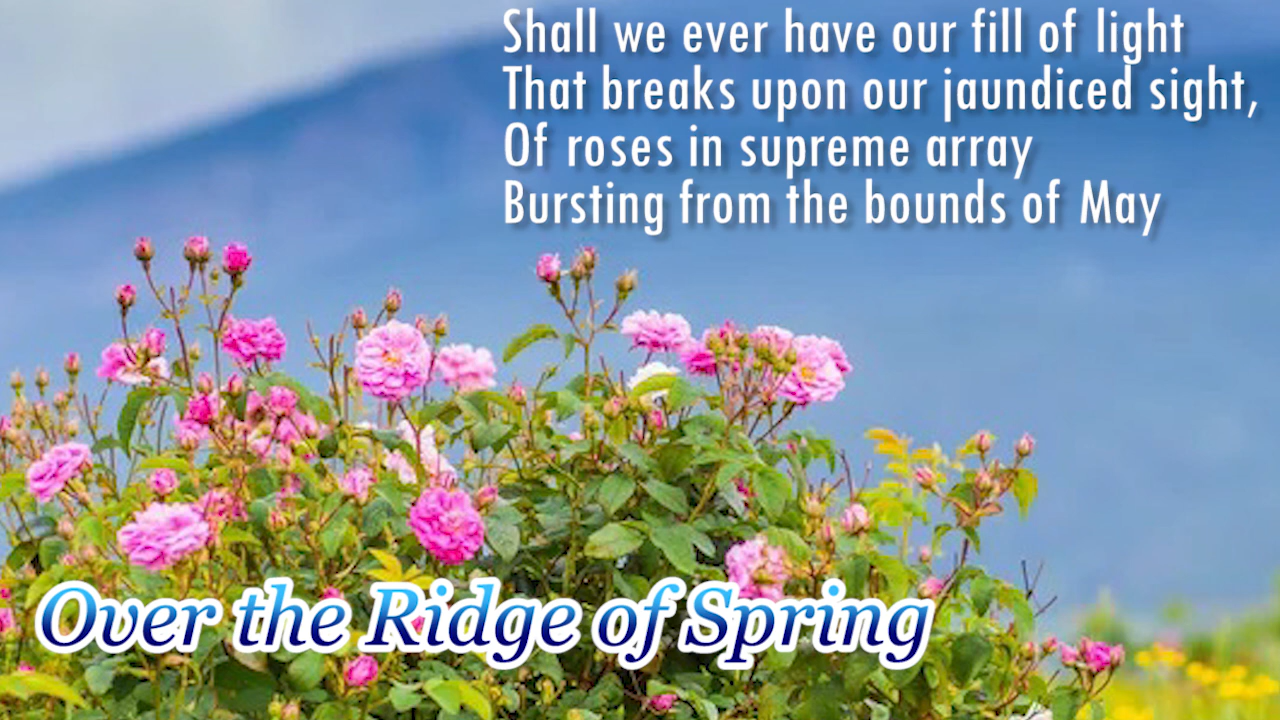 Shall we ever have our fill of light
That breaks upon our jaundiced sight,
Of roses in supreme array
Bursting from the bounds of May
Over the Ridge of Spring